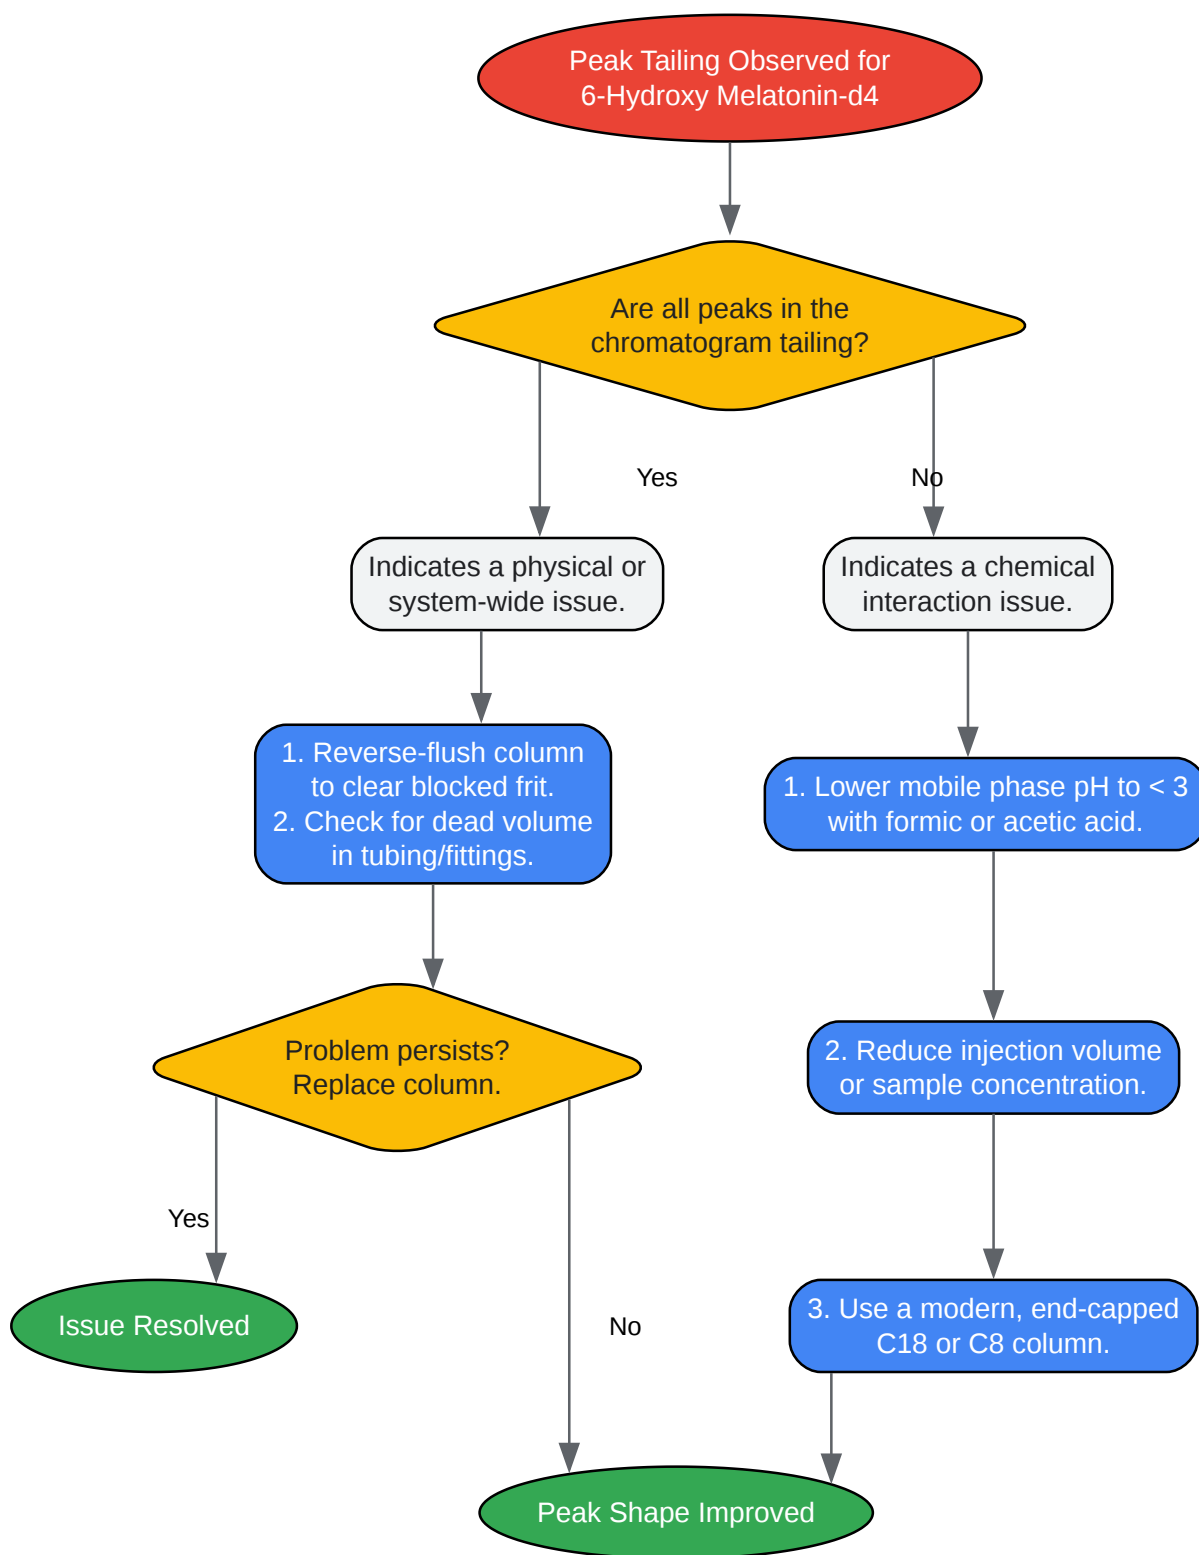 Peak Tailing Observed for
6-Hydroxy Melatonin-d4
Are all peaks in the
chromatogram tailing?
Yes
No
Indicates a physical or
system-wide issue.
Indicates a chemical
interaction issue.
1. Reverse-flush column
to clear blocked frit.
2. Check for dead volume
in tubing/fittings.
1. Lower mobile phase pH to < 3
with formic or acetic acid.
Problem persists?
Replace column.
2. Reduce injection volume
or sample concentration.
Yes
No
Issue Resolved
3. Use a modern, end-capped
C18 or C8 column.
Peak Shape Improved